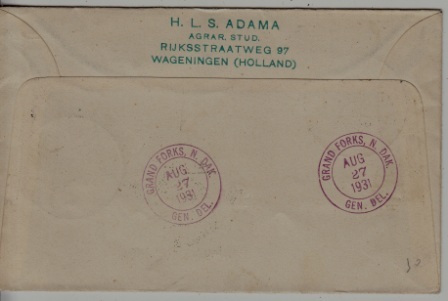 H. L. S. ADAMA
AGRAR. STUD.
RIJKSSTRAATWEG 97
WAGENINGEN (HOLLAND)
GRAND FORKS, N. DAK.
AUG
27
1931
GEN. DEL.
GRAND FORKS, N. DAK.
AUG
27
1931
GEN. DEL.